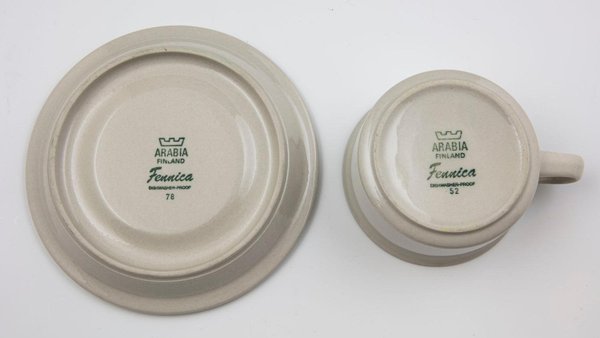 ARABIA
FINLAND
Fennica
DISHWASHER-PROOF
78
ARABIA
FINLAND
Fennica
DISHWASHER-PROOF
52